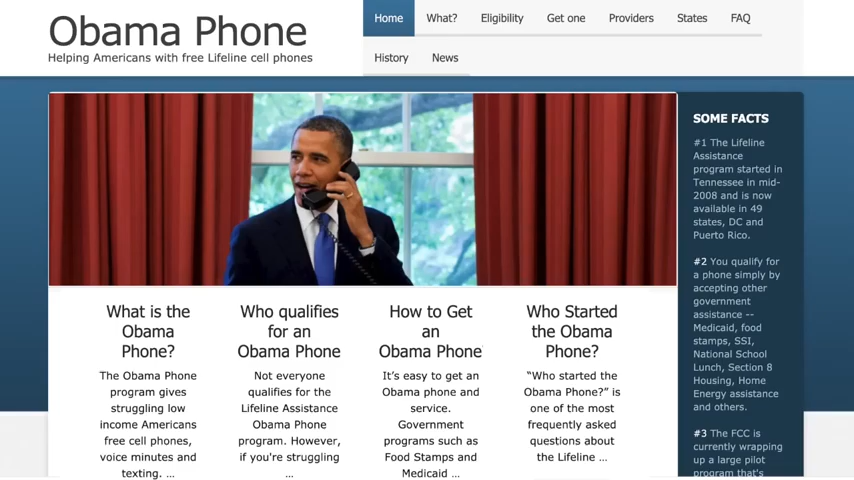 Obama Phone
Helping Americans with free Lifeline cell phones
Home
What?
Eligibility
Get one
Providers
States
FAQ
History
News
What is the
Obama
Phone?
The Obama Phone
program gives
struggling low
income Americans
free cell phones,
voice minutes and
texting. ...
Who qualifies
for an
Obama Phone
Not everyone
qualifies for the
Lifeline Assistance
Obama Phone
program. However,
if you're struggling
...
How to Get
an
Obama Phone
It's easy to get an
Obama phone and
service.
Government
programs such as
Food Stamps and
Medicaid ...
Who Started
the Obama
Phone?
“Who started the
Obama Phone?” is
one of the most
frequently asked
questions about
the Lifeline ...
SOME FACTS
#1 The Lifeline
Assistance
program started in
Tennessee in mid-
2008 and is now
available in 49
states, DC and
Puerto Rico.
#2 You qualify for
a phone simply by
accepting other
government
assistance --
Medicaid, food
stamps, SSI,
National School
Lunch, Section 8
Housing, Home
Energy assistance
and others.
#3 The FCC is
currently wrapping
up a large pilot
program that's